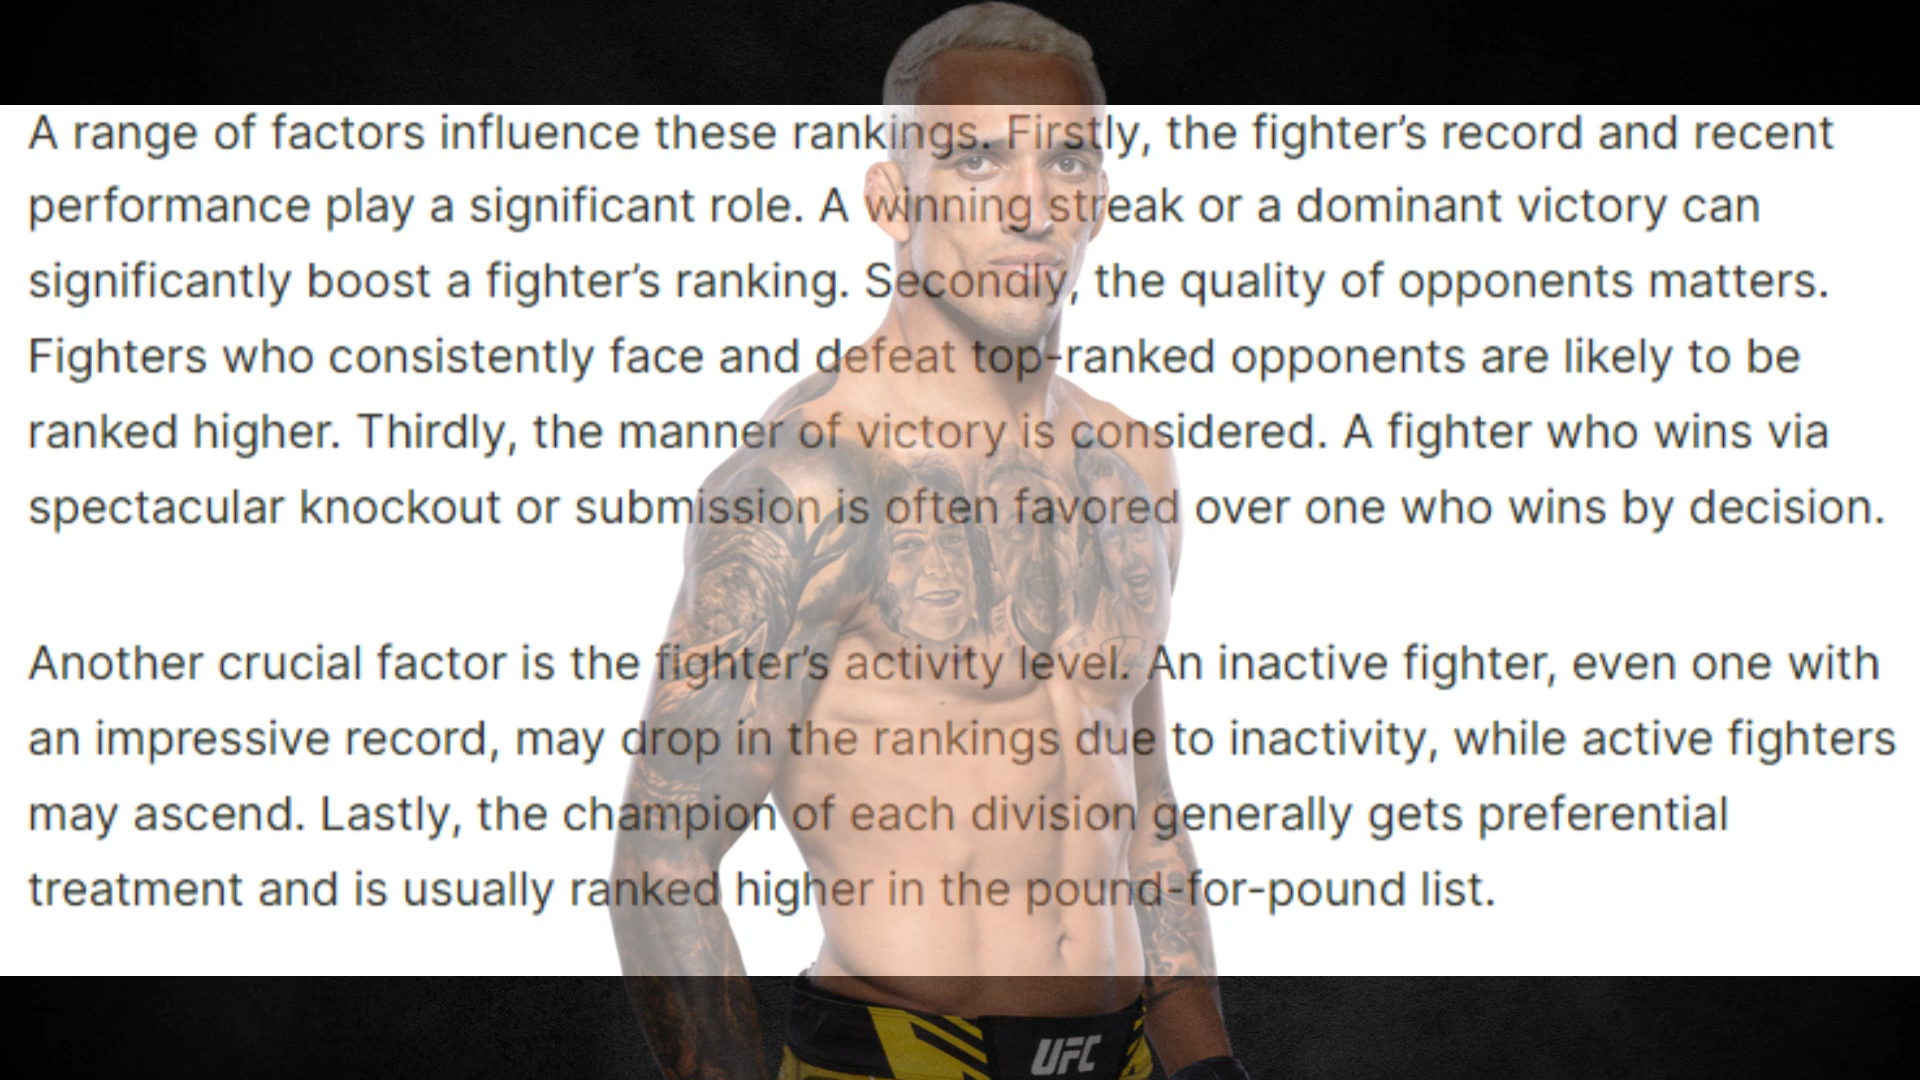 A range of factors influence these rankings. Firstly, the fighter’s record and recent
performance play a significant role. A winning streak or a dominant victory can
significantly boost a fighter’s ranking. Secondly, the quality of opponents matters.
Fighters who consistently face and defeat top-ranked opponents are likely to be
ranked higher. Thirdly, the manner of victory is considered. A fighter who wins via
spectacular knockout or submission is often favored over one who wins by decision.
Another crucial factor is the fighter’s activity level. An inactive fighter, even one with
an impressive record, may drop in the rankings due to inactivity, while active fighters
may ascend. Lastly, the champion of each division generally gets preferential
treatment and is usually ranked higher in the pound-for-pound list.
UFC